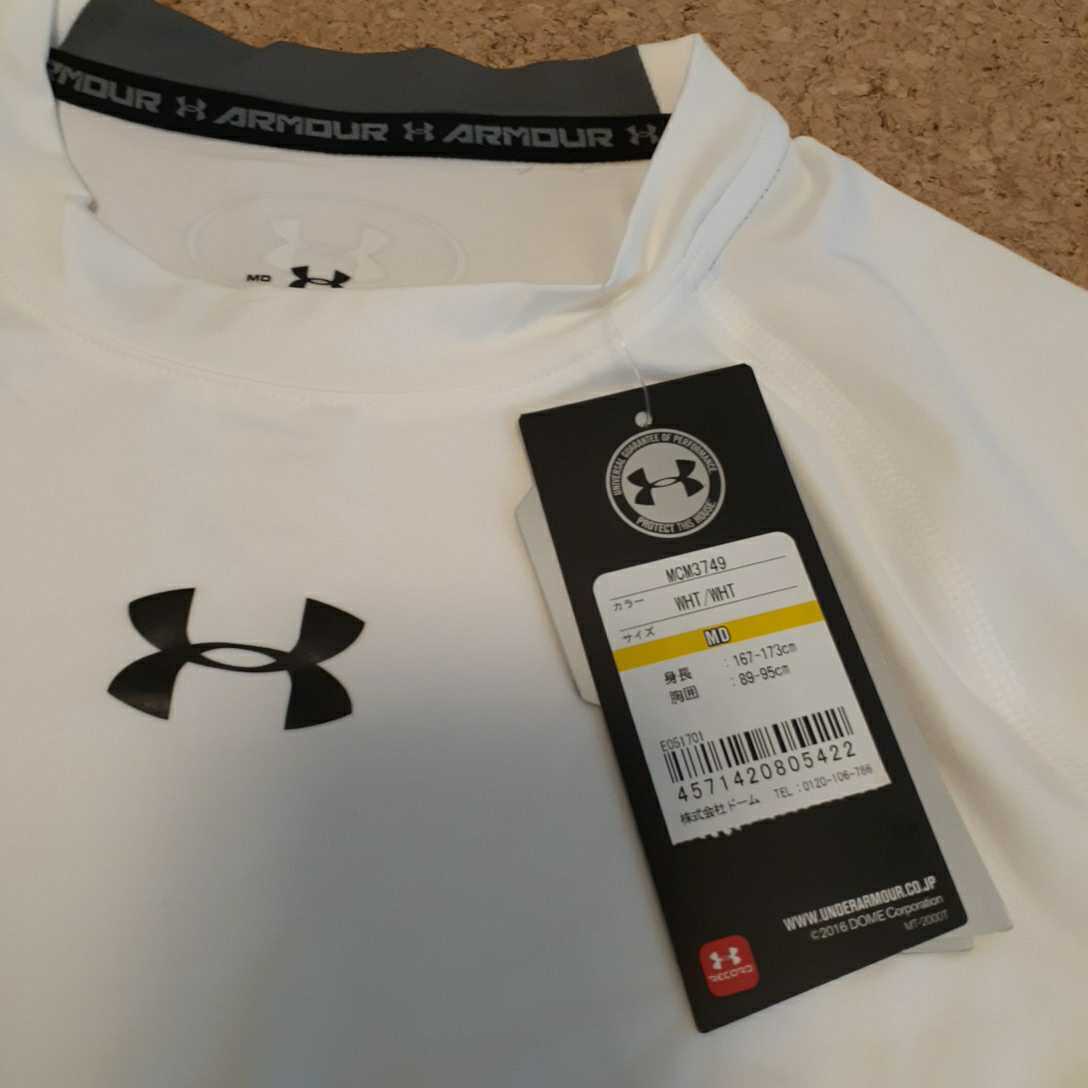 ARMOUR ARMOUR ARMOUR
MD
UNIVERSAL GUARANTEE OF PERFORMANCE
PROTECT THIS HOUSE
MCM3749
カラー WHT/WHT
サイズ MD
身長 : 167-173cm
胸囲 : 89-95cm
E051701
4571420805422
株式会社ドーム TEL : 0120-106-786
WWW.UNDERARMOUR.CO.JP
©2016 DOME Corporation
MT-2000T
RECORD